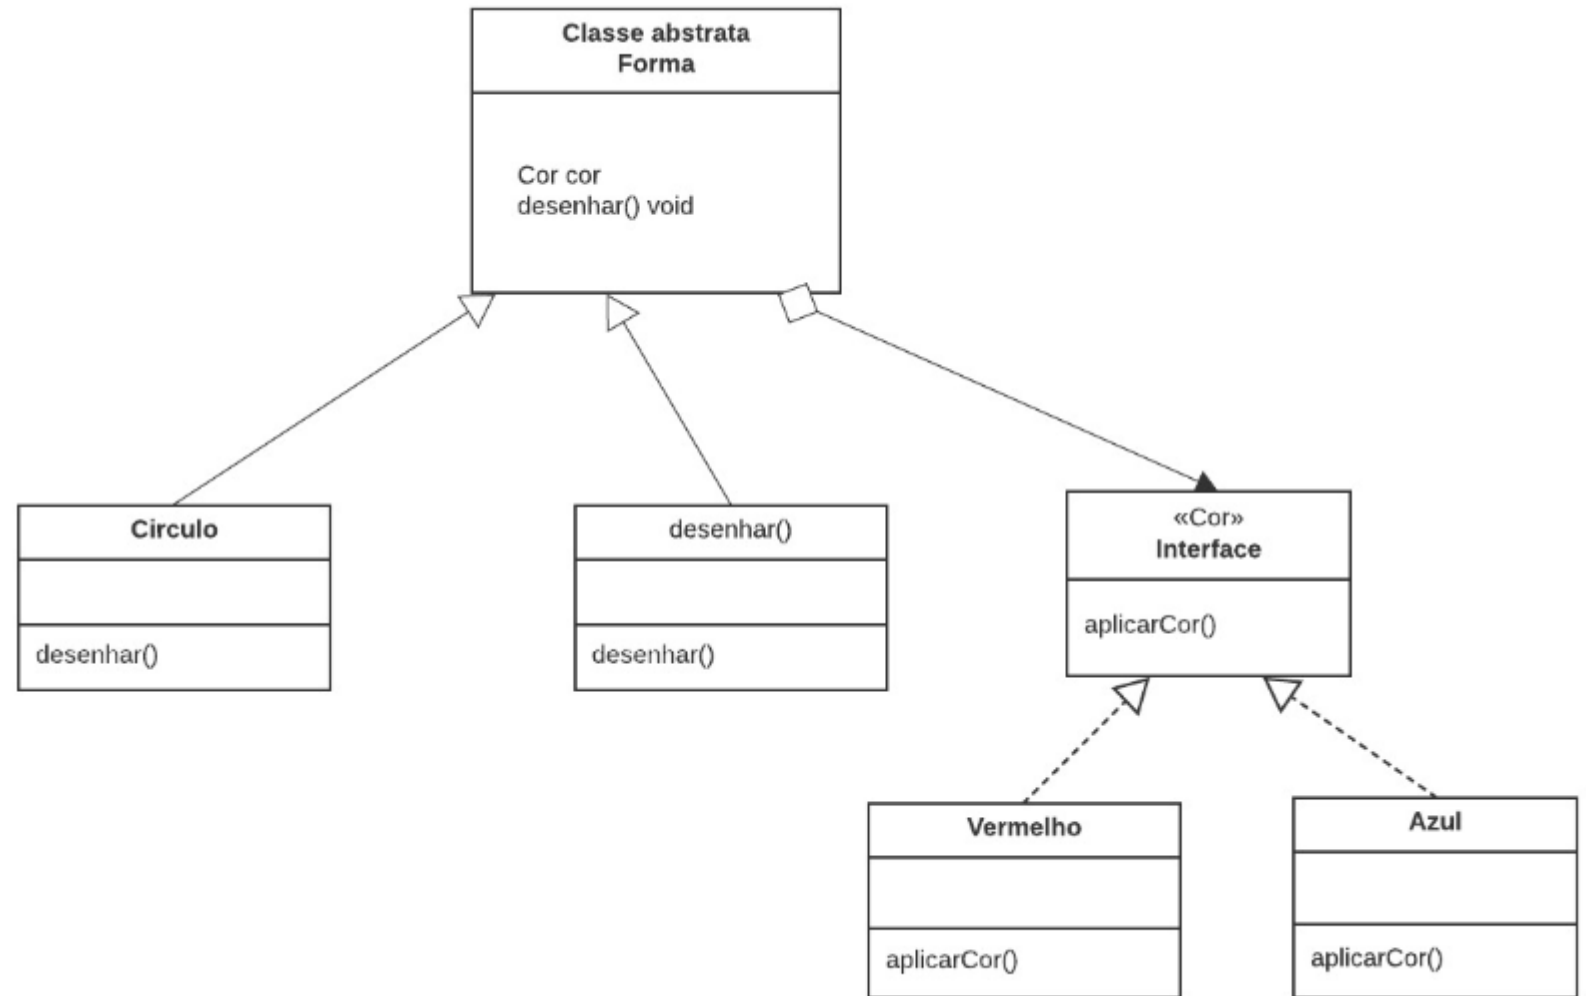 Classe abstrata
Forma
Cor cor
desenhar() void
Circulo
desenhar()
desenhar()
desenhar()
«Cor»
Interface
aplicarCor()
Vermelho
aplicarCor()
Azul
aplicarCor()